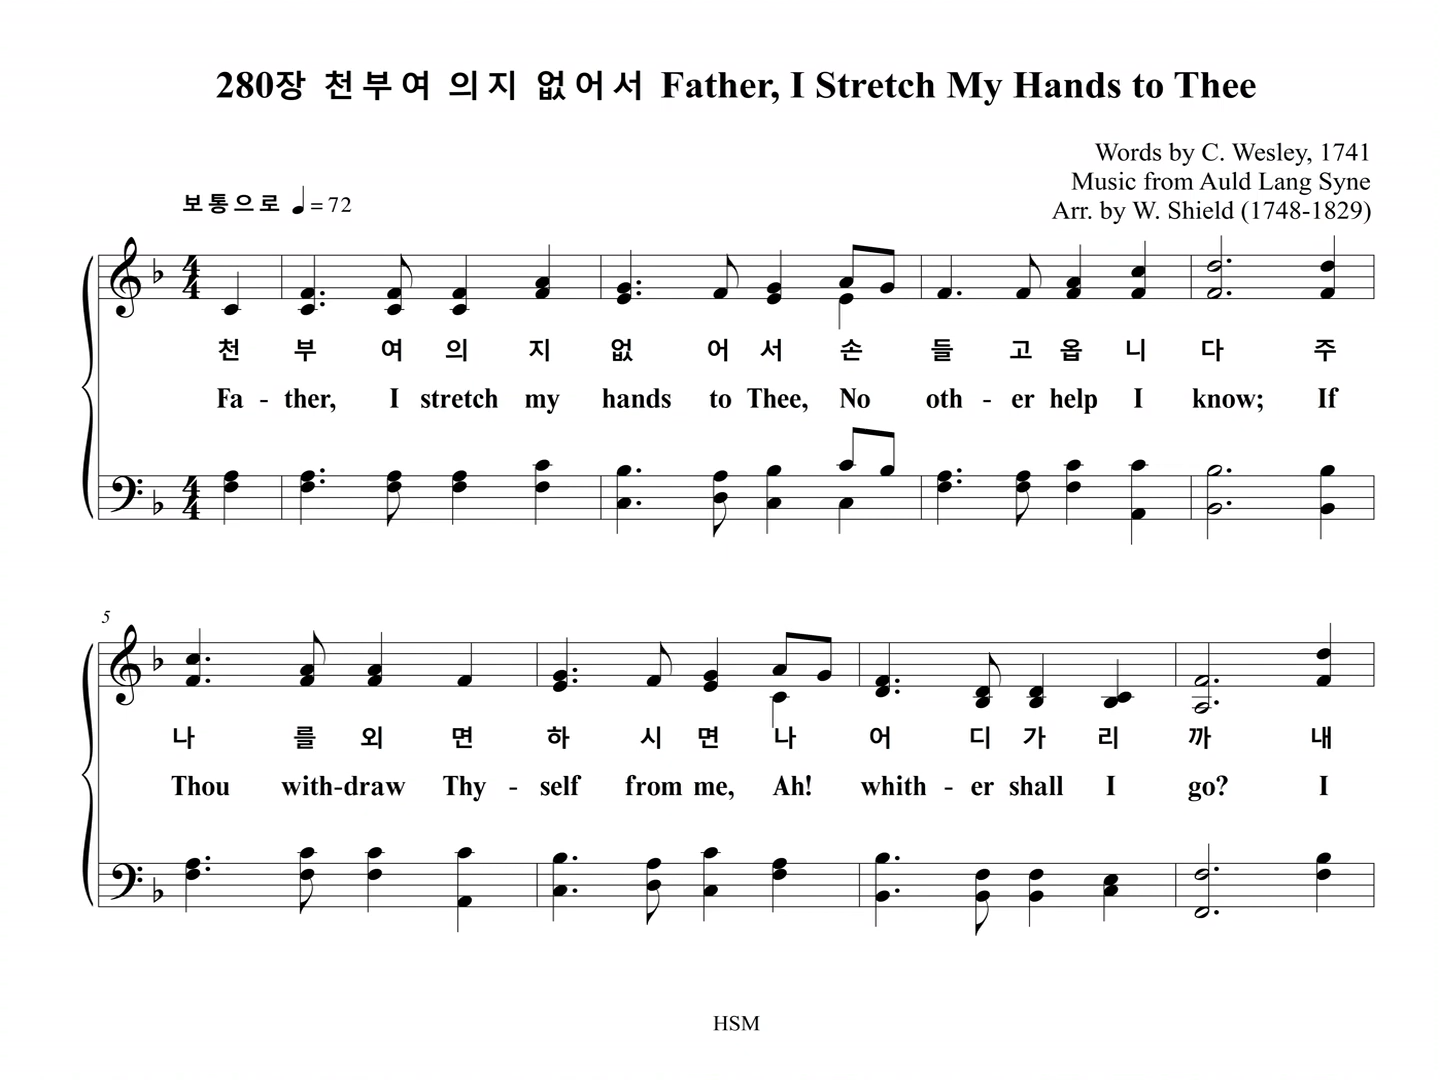 280장 천부여 의지 없어서 Father, I Stretch My Hands to Thee
Words by C. Wesley, 1741
Music from Auld Lang Syne
Arr. by W. Shield (1748-1829)
보통으로 ♩ = 72
천 부 여 의 지 없 어 서 손 들 고 옵 니 다 주
Fa - ther, I stretch my hands to Thee, No oth - er help I know; If
5
나 를 외 면 하 시 면 나 어 디 가 리 까 내
Thou with-draw Thy - self from me, Ah! whith - er shall I go? I
HSM